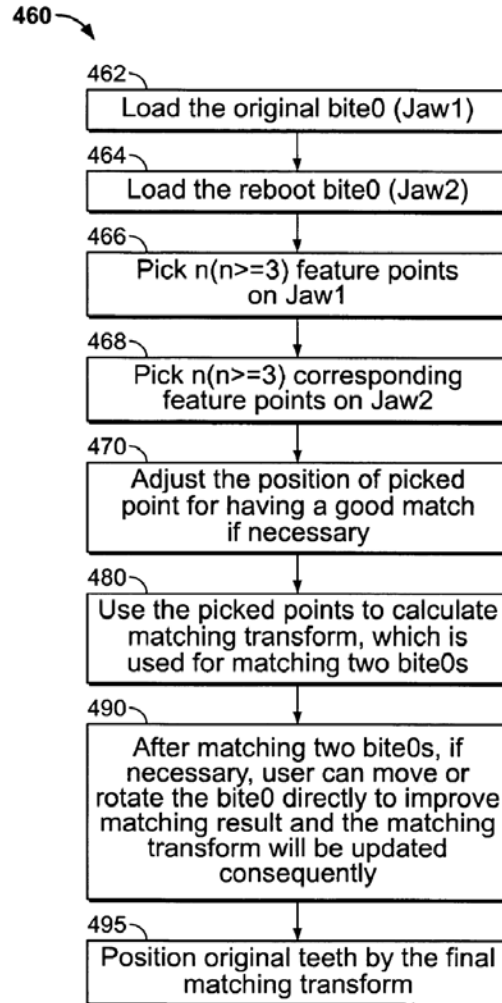 460
462
Load the original bite0 (Jaw1)
464
Load the reboot bite0 (Jaw2)
466
Pick n(n>=3) feature points
on Jaw1
468
Pick n(n>=3) corresponding
feature points on Jaw2
470
Adjust the position of picked
point for having a good match
if necessary
480
Use the picked points to calculate
matching transform, which is
used for matching two bite0s
490
After matching two bite0s, if
necessary, user can move or
rotate the bite0 directly to improve
matching result and the matching
transform will be updated
consequently
495
Position original teeth by the final
matching transform